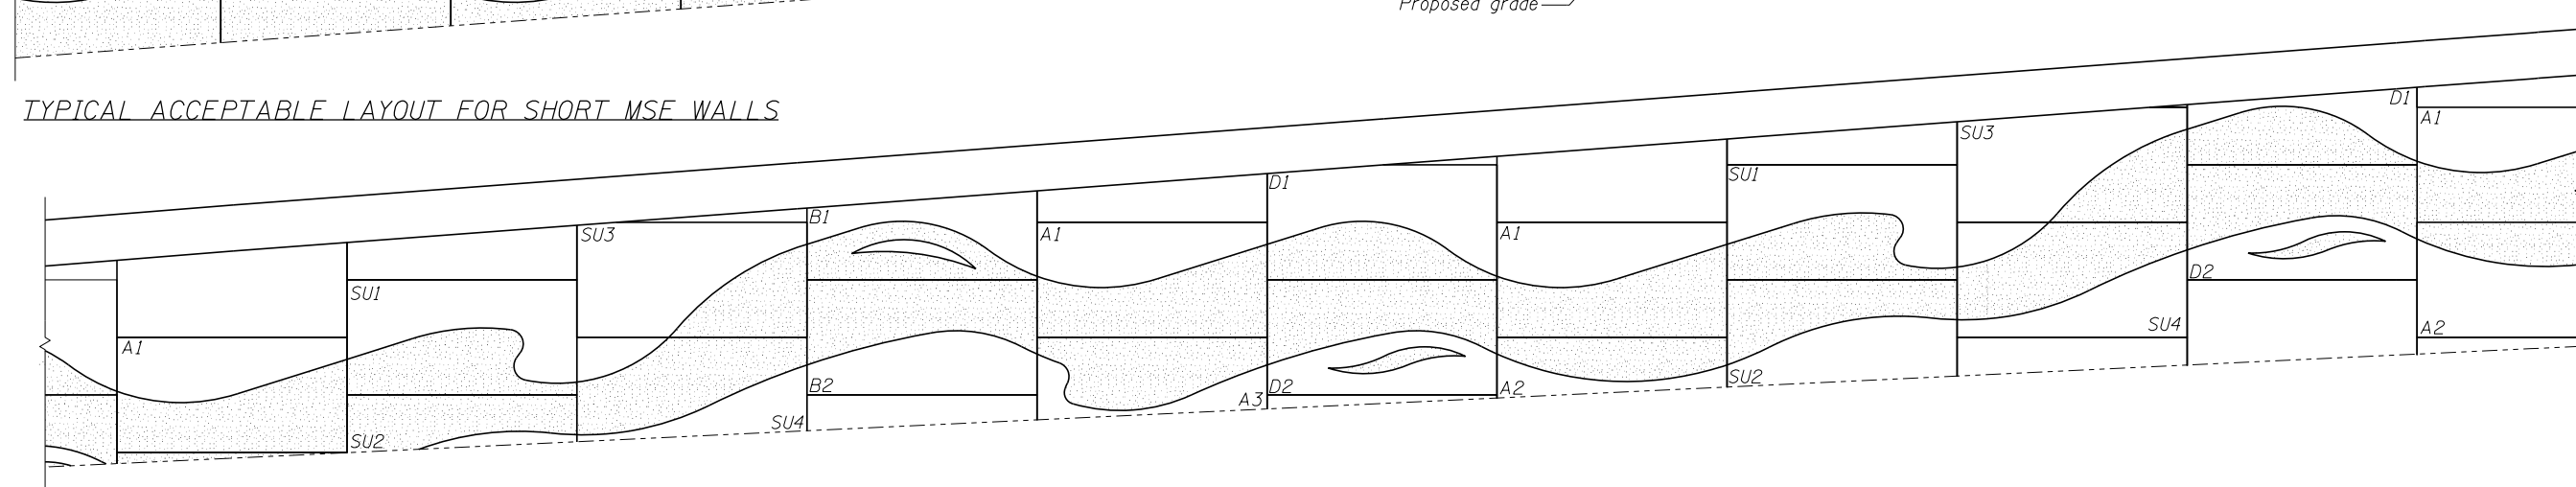 Proposed grade
TYPICAL ACCEPTABLE LAYOUT FOR SHORT MSE WALLS
A1
SU1
SU2
SU3
SU4
B1
B2
A1
A3
D1
D2
A1
A2
SU1
SU2
SU3
SU4
D2
D1
A1
A2